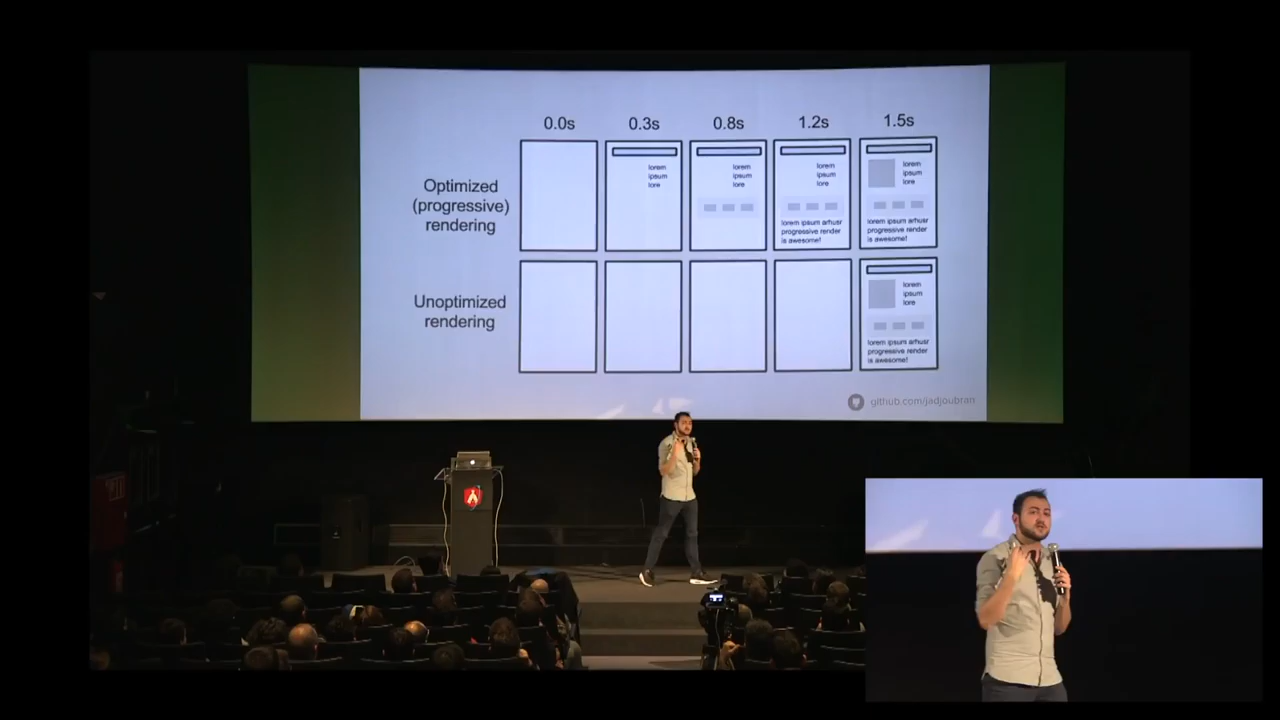 0.0s 0.3s 0.8s 1.2s 1.5s
Optimized
(progressive)
rendering
lorem
ipsum
lore
lorem
ipsum
lore
lorem
ipsum
lore
lorem ipsum arhusr
progressive render
is awesome!
lorem
ipsum
lore
lorem ipsum arhusr
progressive render
is awesome!
Unoptimized
rendering
lorem
ipsum
lore
lorem ipsum arhusr
progressive render
is awesome!
github.com/jadjoubran